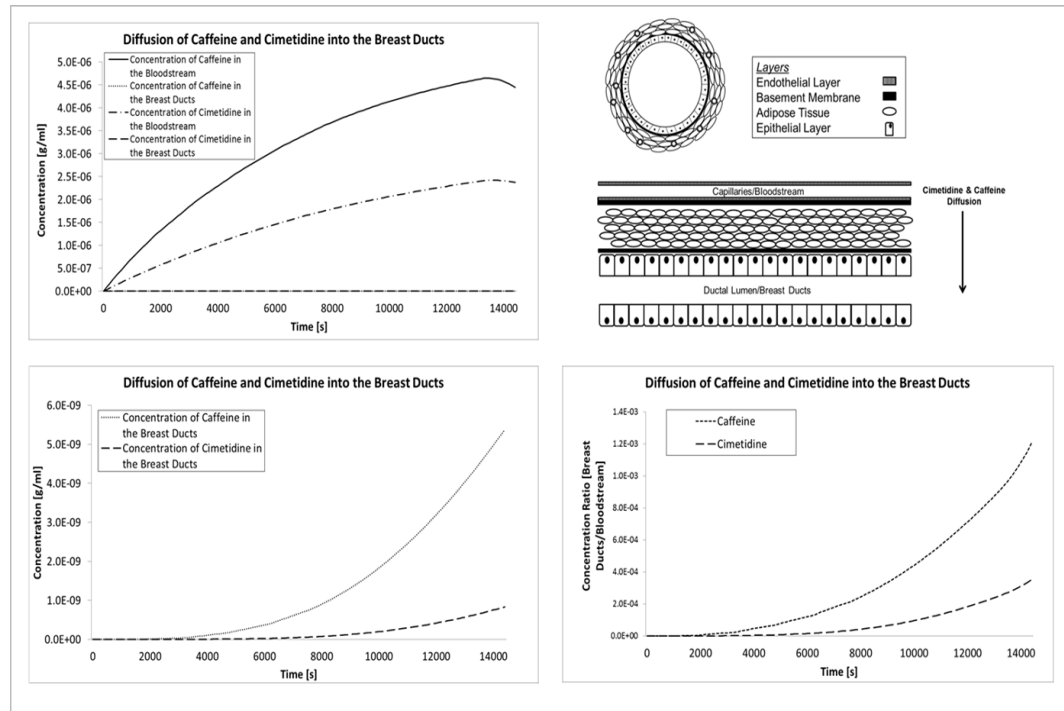 Diffusion of Caffeine and Cimetidine into the Breast Ducts
Concentration [g/ml]
5.0E-06
4.5E-06
4.0E-06
3.5E-06
3.0E-06
2.5E-06
2.0E-06
1.5E-06
1.0E-06
5.0E-07
0.0E+00
Concentration of Caffeine in
the Bloodstream
Concentration of Caffeine in
the Breast Ducts
Concentration of Cimetidine in
the Bloodstream
Concentration of Cimetidine in
the Breast Ducts
0 2000 4000 6000 8000 10000 12000 14000
Time [s]
Layers
Endothelial Layer
Basement Membrane
Adipose Tissue
Epithelial Layer
Capillaries/Bloodstream
Cimetidine & Caffeine
Diffusion
Ductal Lumen/Breast Ducts
Diffusion of Caffeine and Cimetidine into the Breast Ducts
Concentration [g/ml]
6.0E-09
5.0E-09
4.0E-09
3.0E-09
2.0E-09
1.0E-09
0.0E+00
Concentration of Caffeine in
the Breast Ducts
Concentration of Cimetidine in
the Breast Ducts
0 2000 4000 6000 8000 10000 12000 14000
Time [s]
Diffusion of Caffeine and Cimetidine into the Breast Ducts
Concentration Ratio [Breast
Ducts/Bloodstream]
1.4E-03
1.2E-03
1.0E-03
8.0E-04
6.0E-04
4.0E-04
2.0E-04
0.0E+00
Caffeine
Cimetidine
0 2000 4000 6000 8000 10000 12000 14000
Time [s]